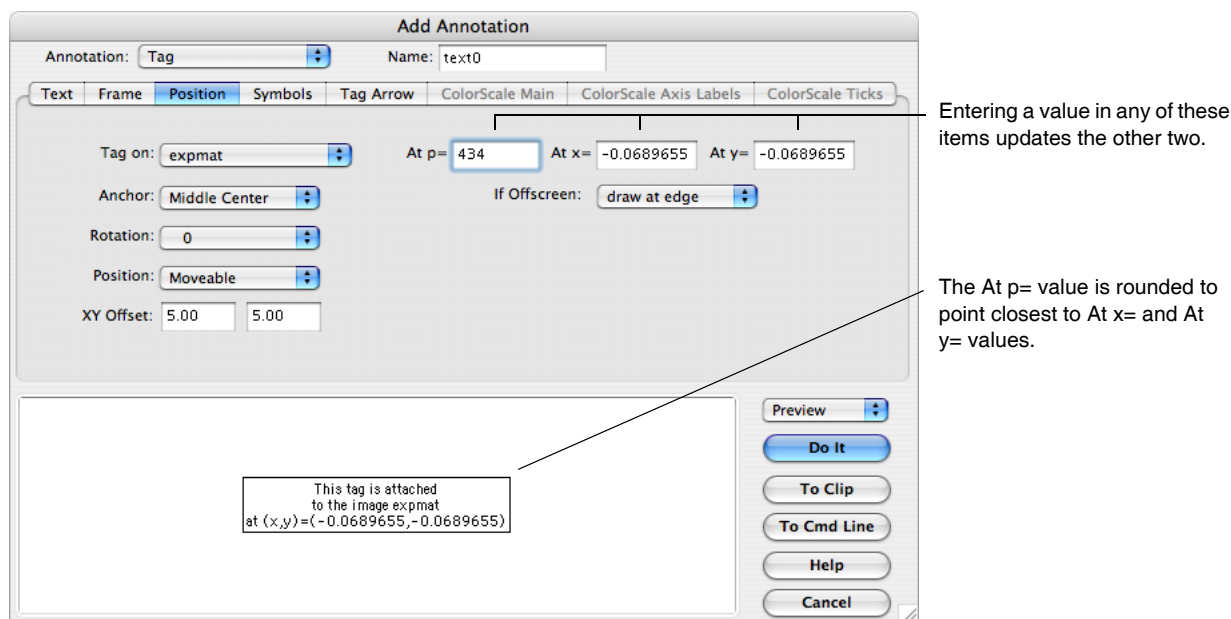 Add Annotation
Annotation: Tag Name: text0
Text Frame Position Symbols Tag Arrow ColorScale Main ColorScale Axis Labels ColorScale Ticks
Tag on: expmat At p= 434 At x= -0.0689655 At y= -0.0689655
Anchor: Middle Center If Offscreen: draw at edge
Rotation: 0
Position: Moveable
XY Offset: 5.00 5.00
Entering a value in any of these
items updates the other two.
The At p= value is rounded to
point closest to At x= and At
y= values.
This tag is attached
to the image expmat
at (x,y)=(-0.0689655,-0.0689655)
Preview
Do It
To Clip
To Cmd Line
Help
Cancel